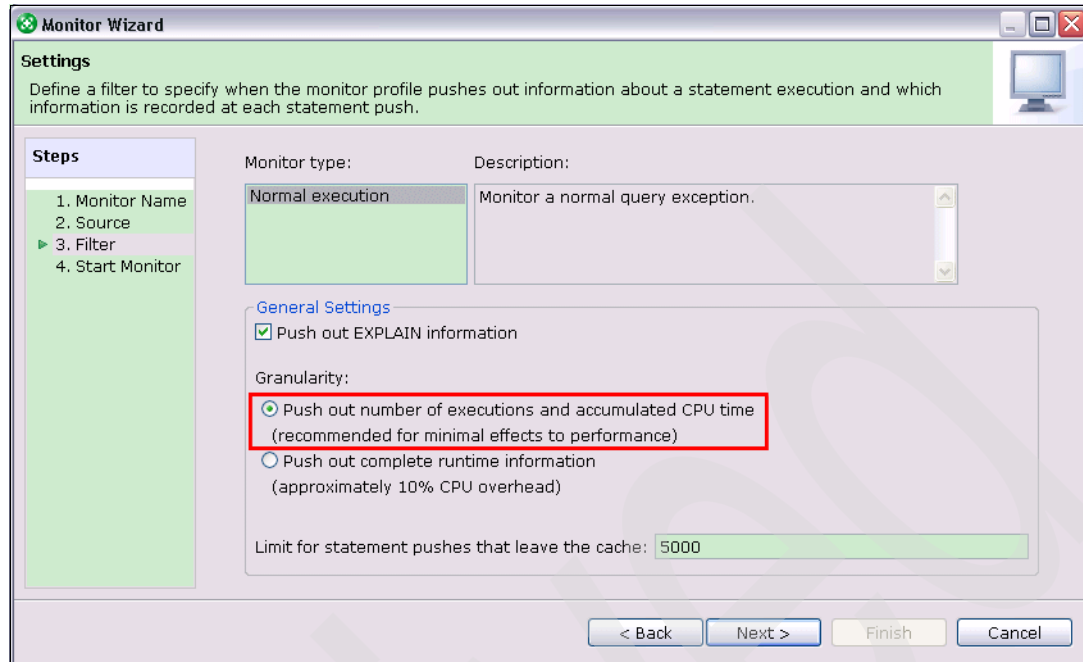 Monitor Wizard
Settings
Define a filter to specify when the monitor profile pushes out information about a statement execution and which
information is recorded at each statement push.
Steps
1. Monitor Name
2. Source
3. Filter
4. Start Monitor
Monitor type:
Normal execution
Description:
Monitor a normal query exception.
General Settings
Push out EXPLAIN information
Granularity:
Push out number of executions and accumulated CPU time
(recommended for minimal effects to performance)
Push out complete runtime information
(approximately 10% CPU overhead)
Limit for statement pushes that leave the cache: 5000
< Back
Next >
Finish
Cancel